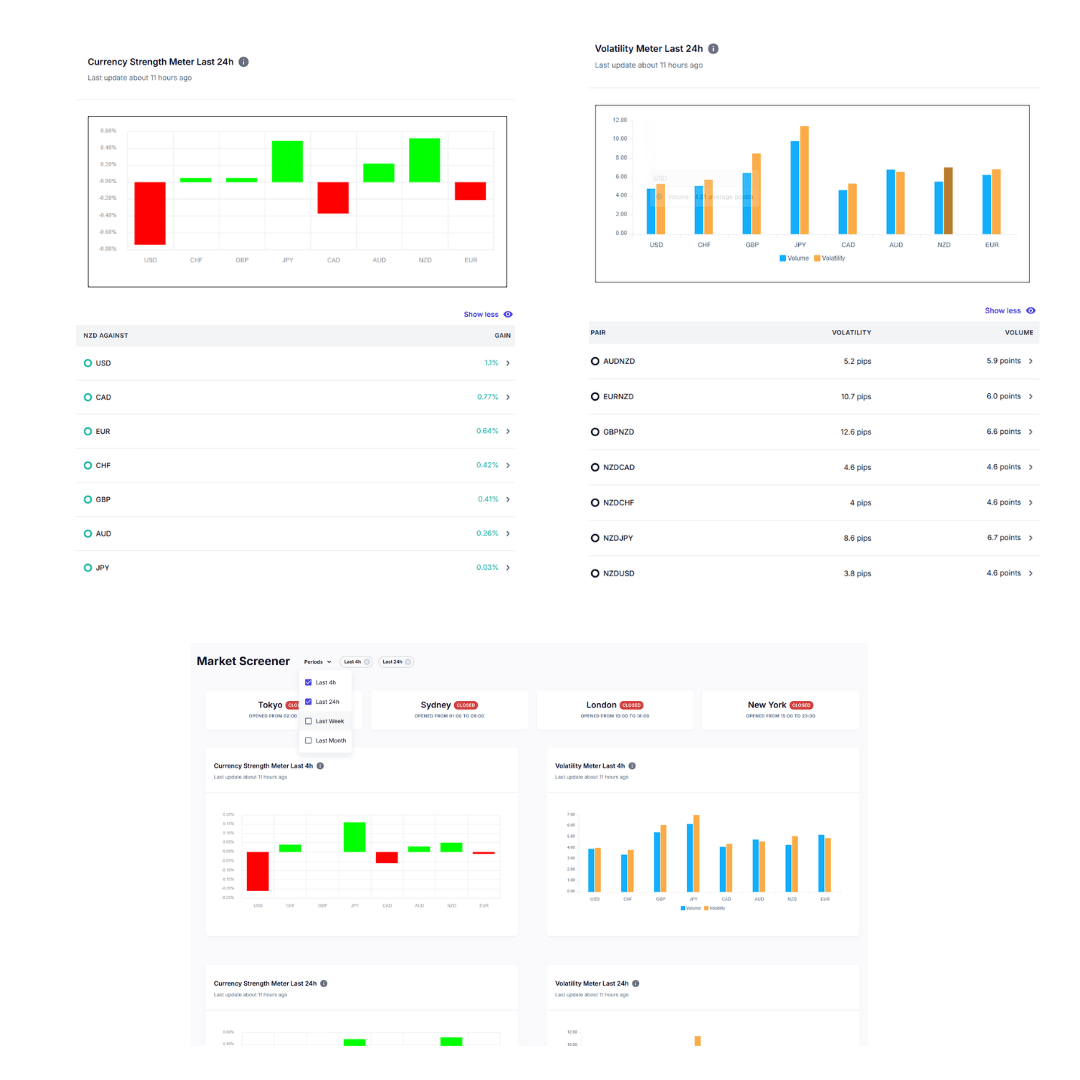 Currency Strength Meter Last 24h
Last update about 11 hours ago
0.60%
0.40%
0.20%
-0.00%
-0.20%
-0.40%
-0.60%
-0.80%
USD CHF GBP JPY CAD AUD NZD EUR
Show less
NZD AGAINST GAIN
USD 1.1%
CAD 0.77%
EUR 0.64%
CHF 0.42%
GBP 0.41%
AUD 0.26%
JPY 0.03%
Volatility Meter Last 24h
Last update about 11 hours ago
12.00
10.00
8.00
6.00
4.00
2.00
0.00
USD
Volume 4.81 average points
USD CHF GBP JPY CAD AUD NZD EUR
Volume Volatility
Show less
PAIR VOLATILITY VOLUME
AUDNZD 5.2 pips 5.9 points
EURNZD 10.7 pips 6.0 points
GBPNZD 12.6 pips 6.6 points
NZDCAD 4.6 pips 4.6 points
NZDCHF 4 pips 4.6 points
NZDJPY 8.6 pips 6.7 points
NZDUSD 3.8 pips 4.6 points
Market Screener Periods Last 4h Last 24h
Last 4h
Last 24h
Last Week
Last Month
Tokyo
OPENED FROM 02:00
Sydney CLOSED
OPENED FROM 01:00 TO 09:00
London CLOSED
OPENED FROM 10:00 TO 18:00
New York CLOSED
OPENED FROM 15:00 TO 23:00
Currency Strength Meter Last 4h
Last update about 11 hours ago
USD CHF GBP JPY CAD AUD NZD EUR
Volatility Meter Last 4h
Last update about 11 hours ago
7.00
6.00
5.00
4.00
3.00
2.00
1.00
0.00
USD CHF GBP JPY CAD AUD NZD EUR
Volume Volatility
Currency Strength Meter Last 24h
Last update about 11 hours ago
0.60%
0.40%
Volatility Meter Last 24h
Last update about 11 hours ago
12.00
10.00